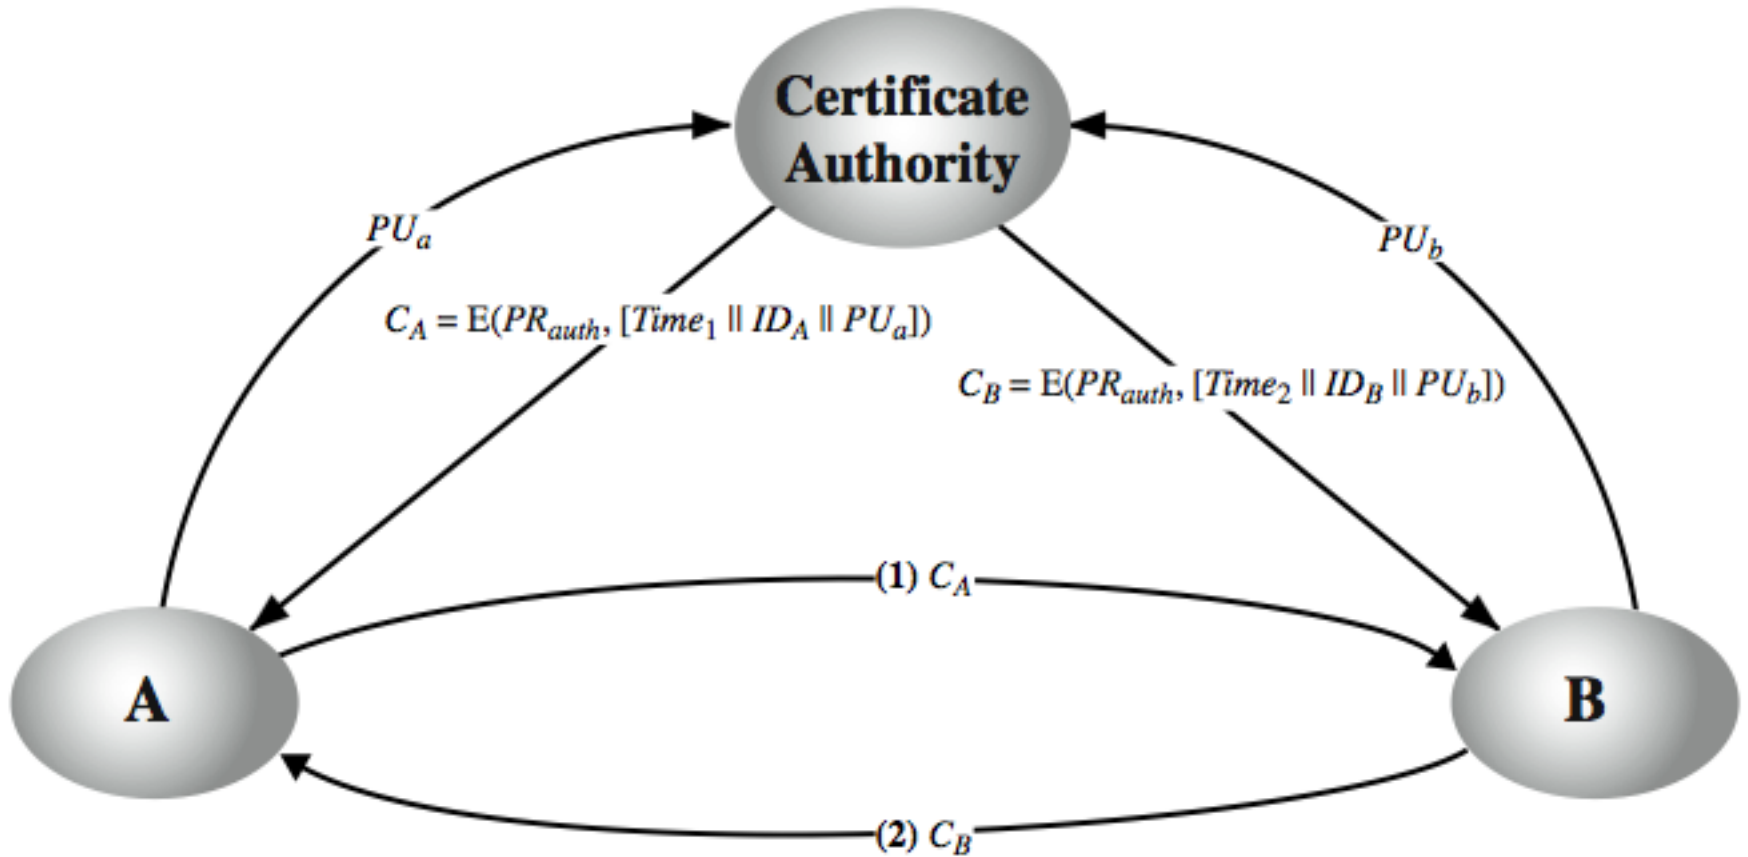 Certificate
Authority
PUa
PUb
CA = E(PRauth, [Time1 || IDA || PUa])
CB = E(PRauth, [Time2 || IDB || PUb])
(1) CA
A
B
(2) CB